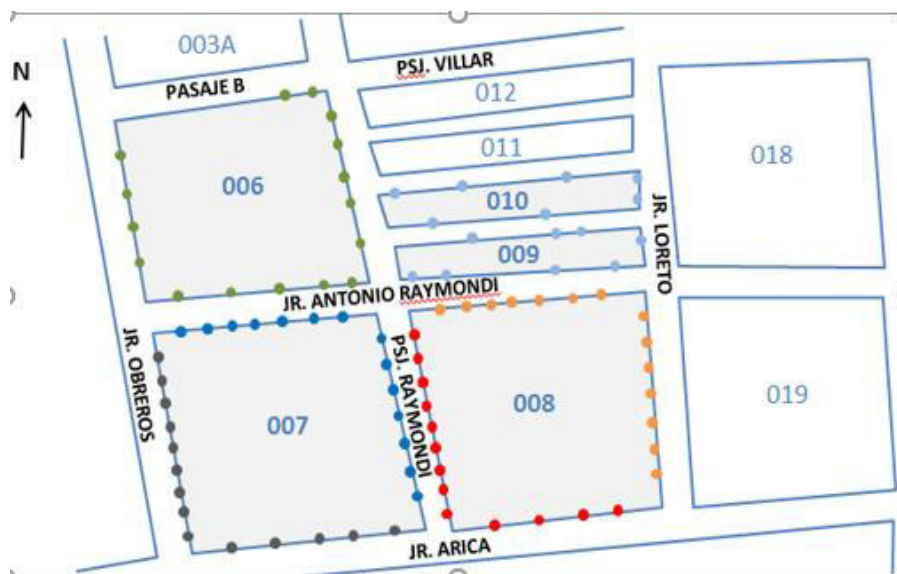 003A
N
PSJ. VILLAR
PASAJE B
012
011
018
006
010
JR. LORETO
009
JR. ANTONIO RAYMONDI
JR. OBREROS
PSJ. RAYMONDI
007
008
019
JR. ARICA